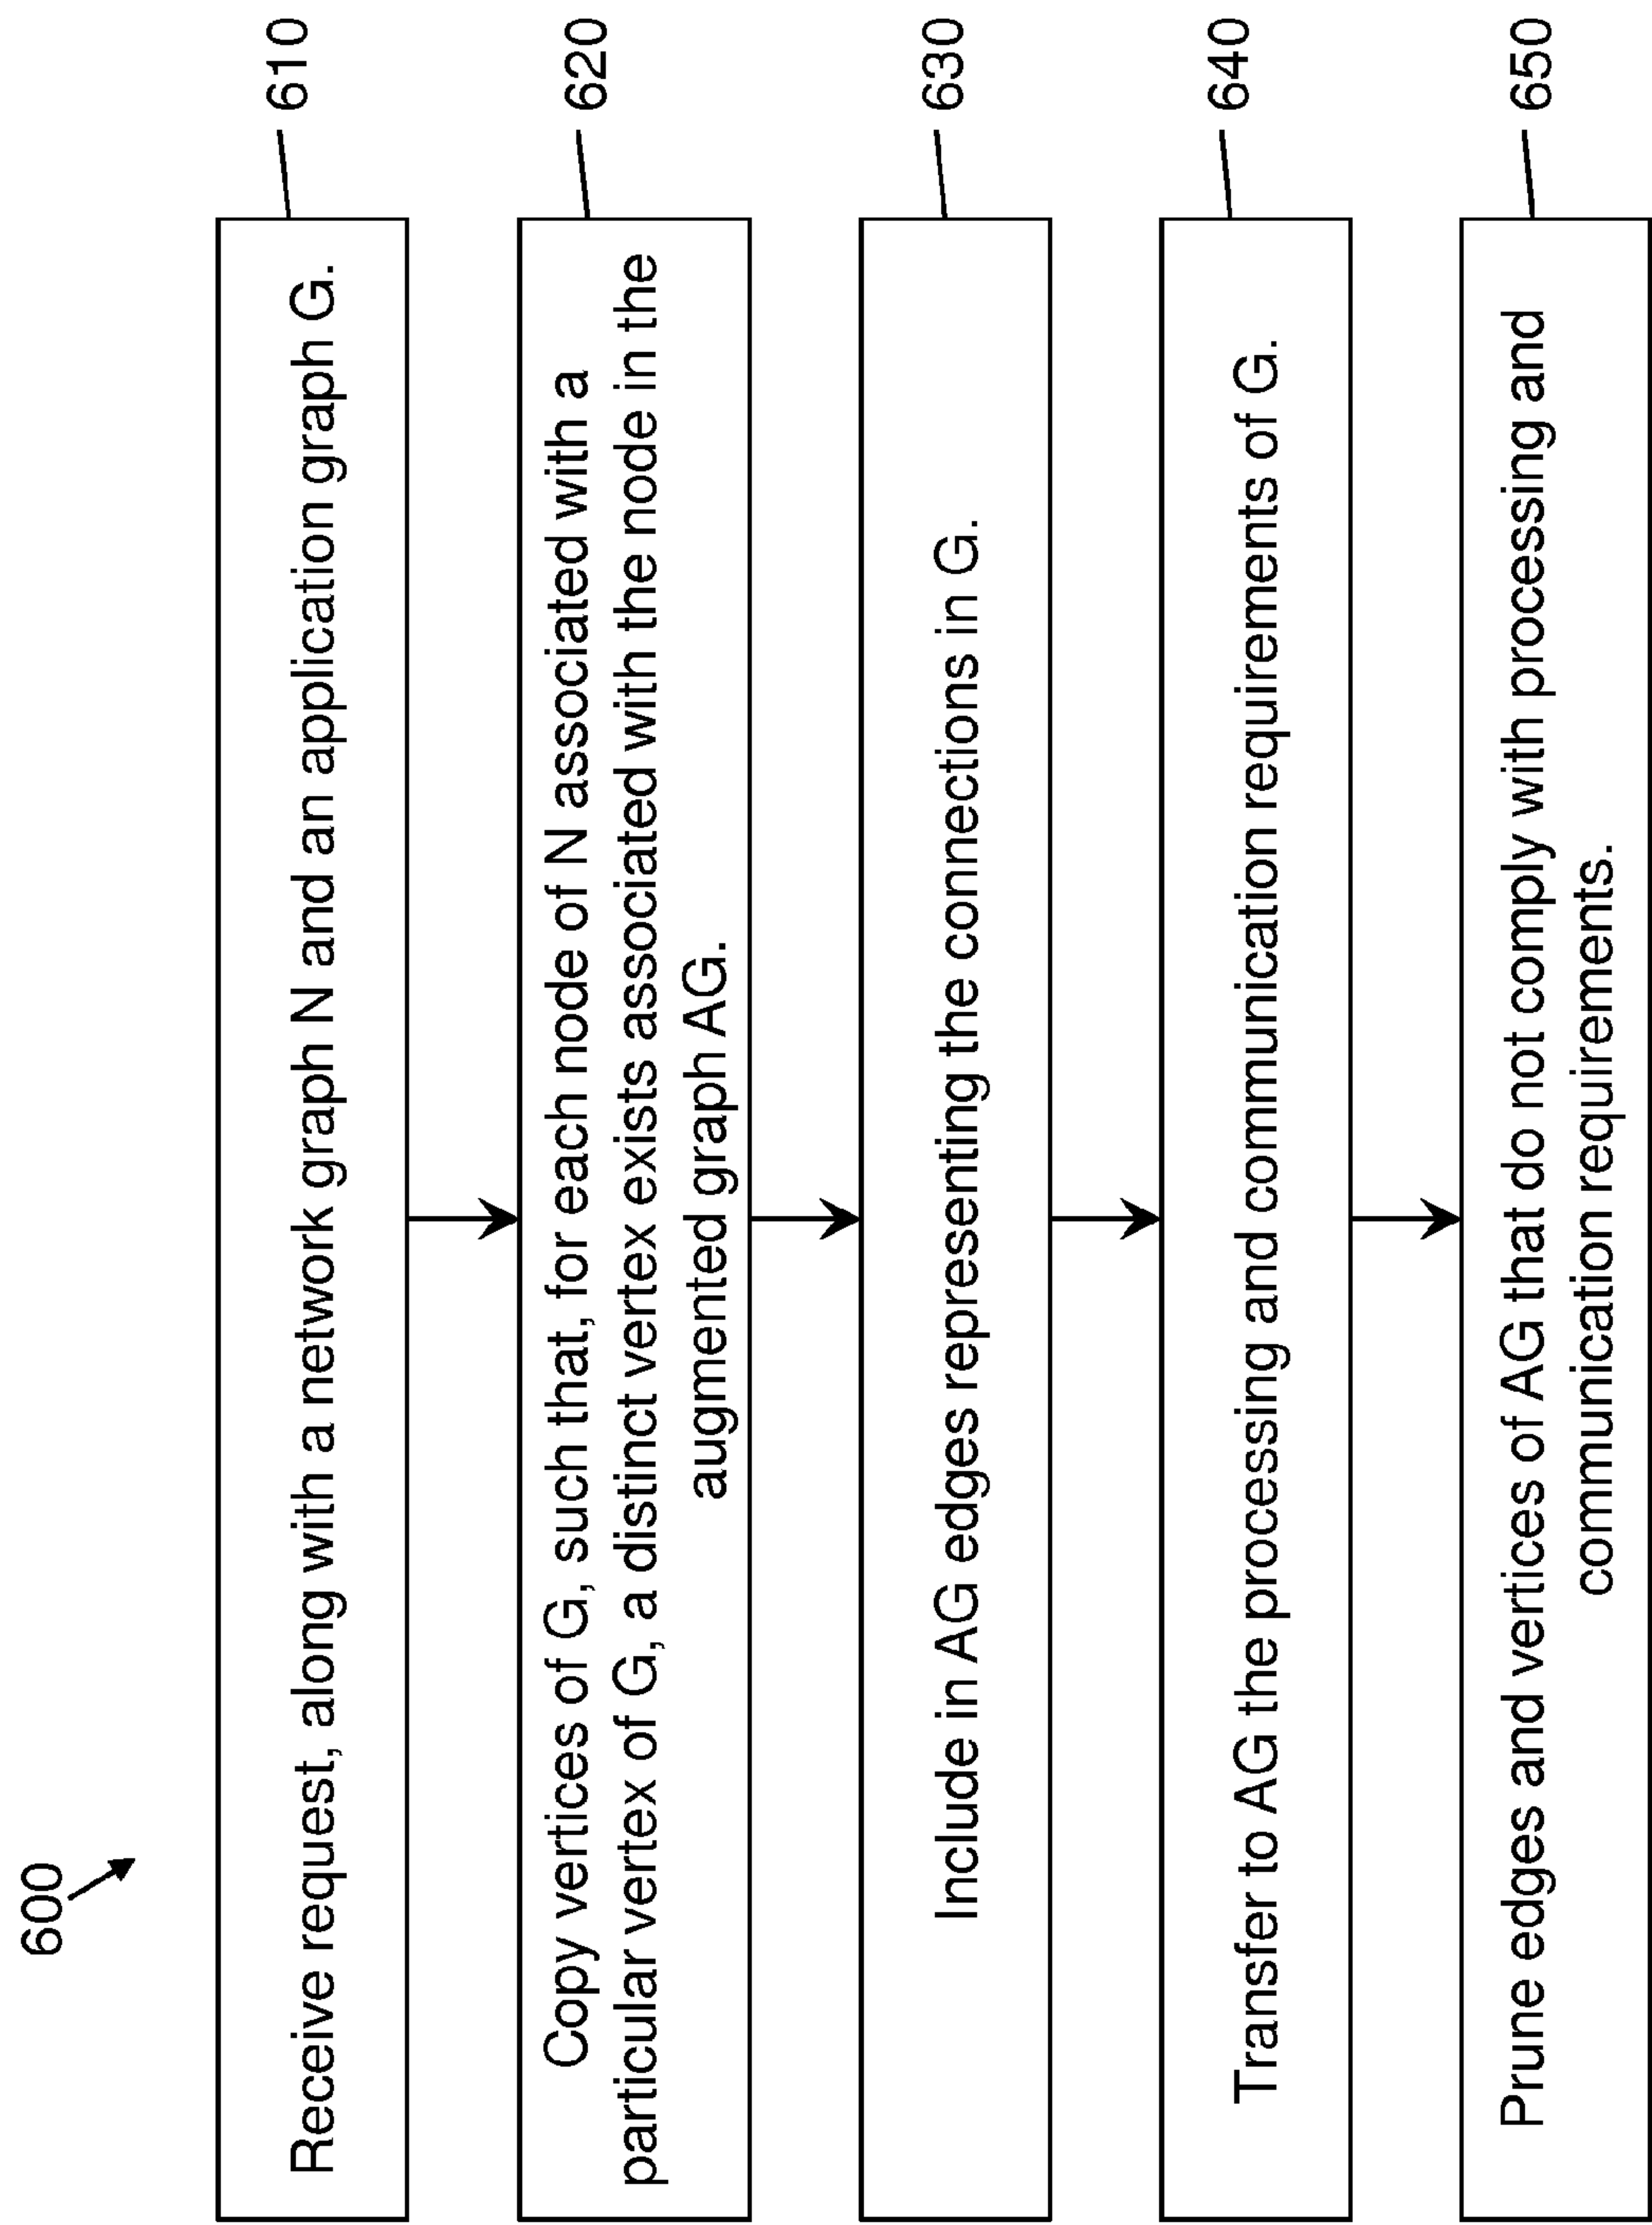 600
Receive request, along with a network graph N and an application graph G.
610
Copy vertices of G, such that, for each node of N associated with a
particular vertex of G, a distinct vertex exists associated with the node in the
augmented graph AG.
620
Include in AG edges representing the connections in G.
630
Transfer to AG the processing and communication requirements of G.
640
Prune edges and vertices of AG that do not comply with processing and
communication requirements.
650